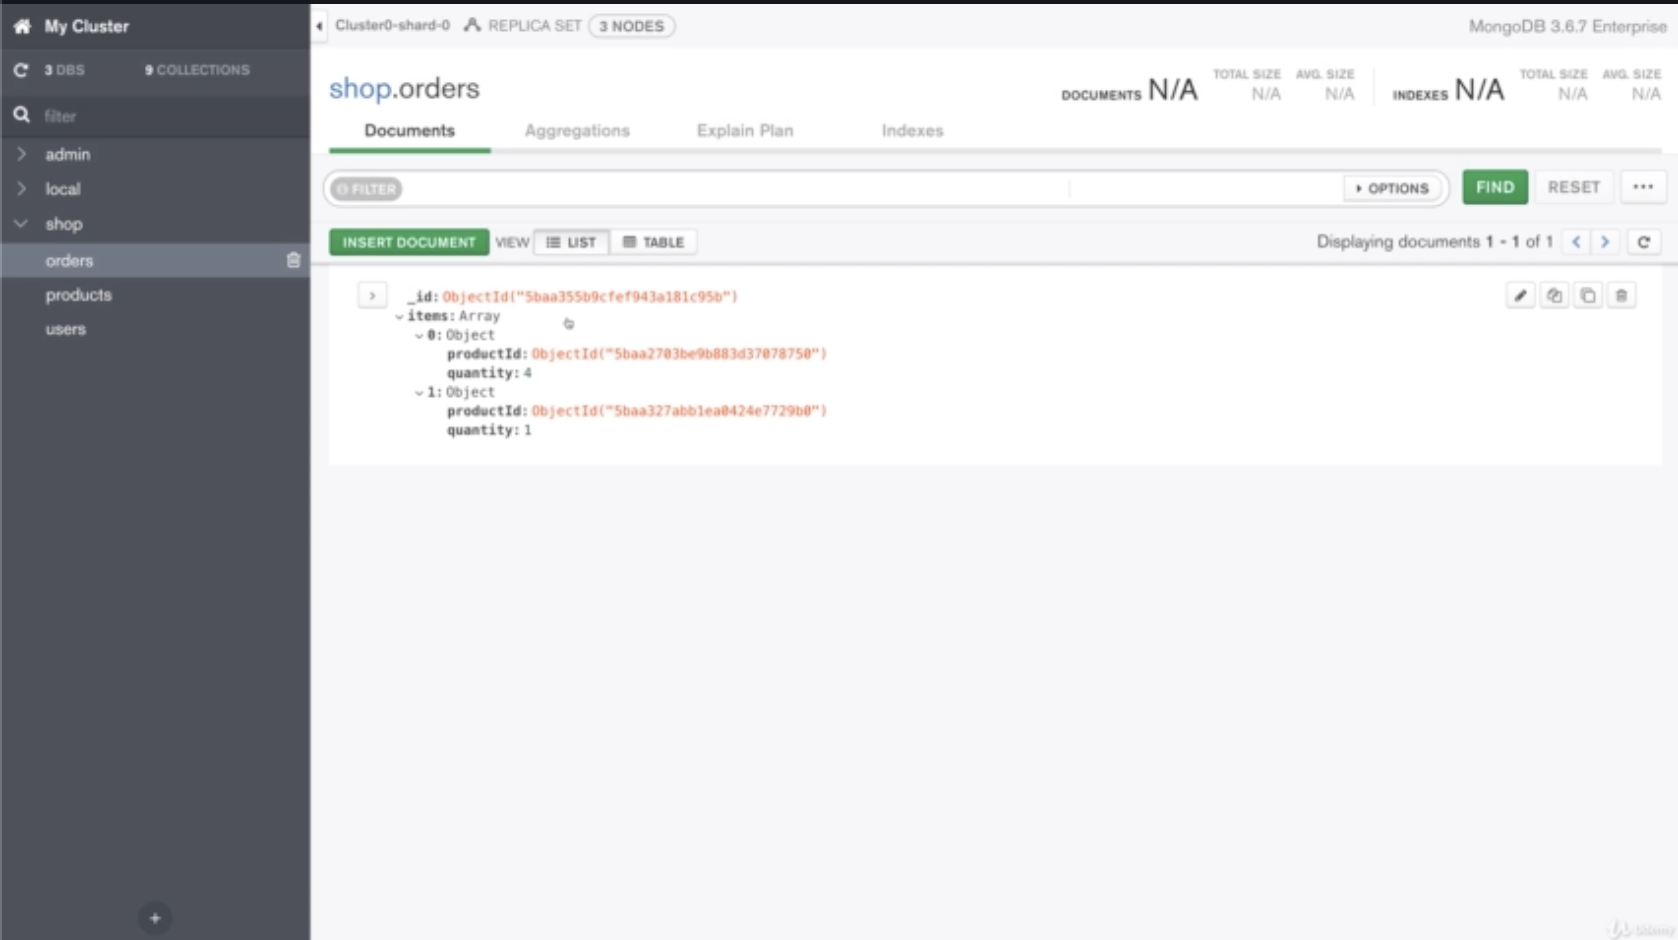 My Cluster
3 DBS 9 COLLECTIONS
filter
admin
local
shop
orders
products
users
Cluster0-shard-0 REPLICA SET 3 NODES
MongoDB 3.6.7 Enterprise
shop.orders
DOCUMENTS N/A TOTAL SIZE N/A AVG. SIZE N/A INDEXES N/A TOTAL SIZE N/A AVG. SIZE N/A
Documents Aggregations Explain Plan Indexes
FILTER OPTIONS FIND RESET ...
INSERT DOCUMENT VIEW LIST TABLE Displaying documents 1 - 1 of 1
_id: ObjectId("5baa355b9cfef943a181c95b")
items: Array
0: Object
productId: ObjectId("5baa2703be9b883d37078750")
quantity: 4
1: Object
productId: ObjectId("5baa327abb1ea0424e7729b0")
quantity: 1
Udemy